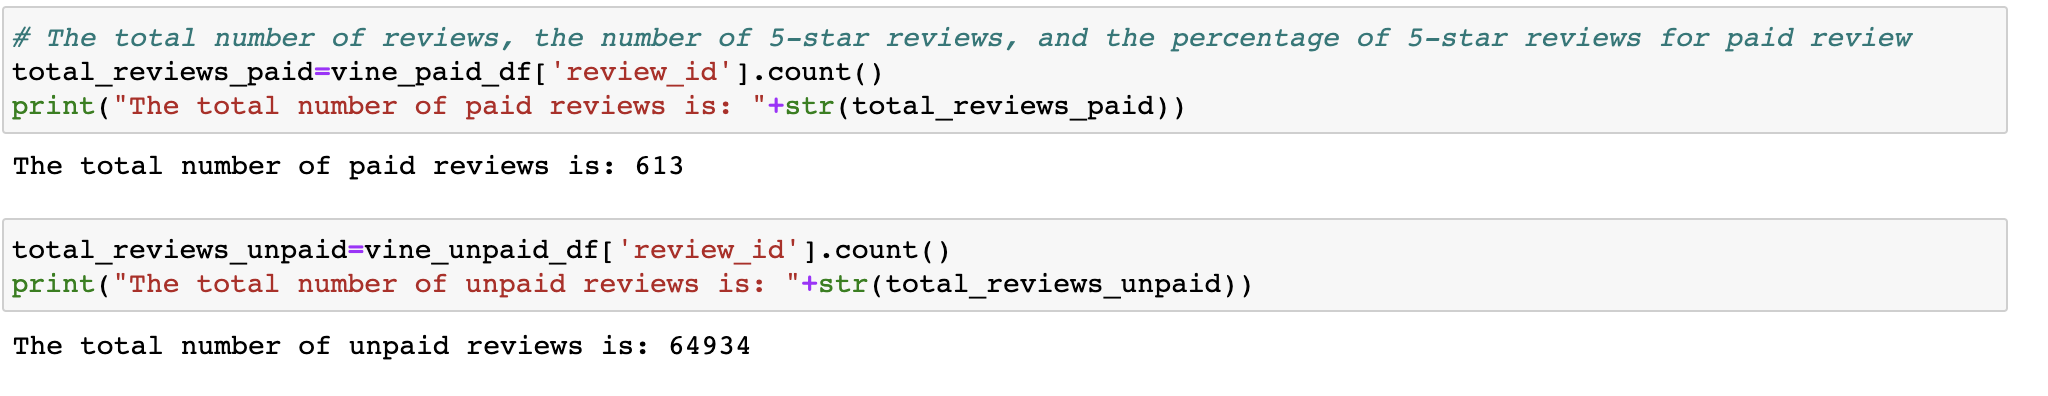 # The total number of reviews, the number of 5-star reviews, and the percentage of 5-star reviews for paid review
total_reviews_paid=vine_paid_df['review_id'].count()
print("The total number of paid reviews is: "+str(total_reviews_paid))
The total number of paid reviews is: 613
total_reviews_unpaid=vine_unpaid_df['review_id'].count()
print("The total number of unpaid reviews is: "+str(total_reviews_unpaid))
The total number of unpaid reviews is: 64934